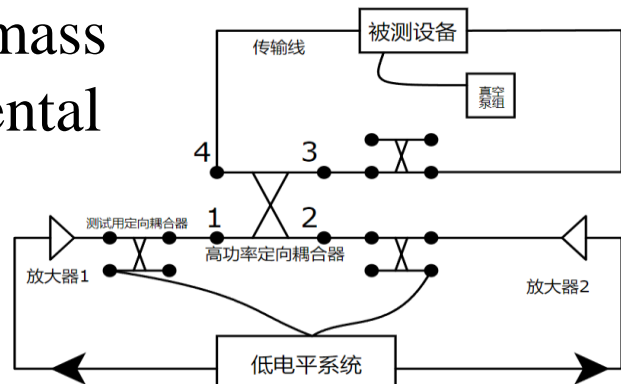 mass
ental
被测设备
传输线
真空
泵组
4
3
测试用定向耦合器
1
2
高功率定向耦合器
放大器1
放大器2
低电平系统